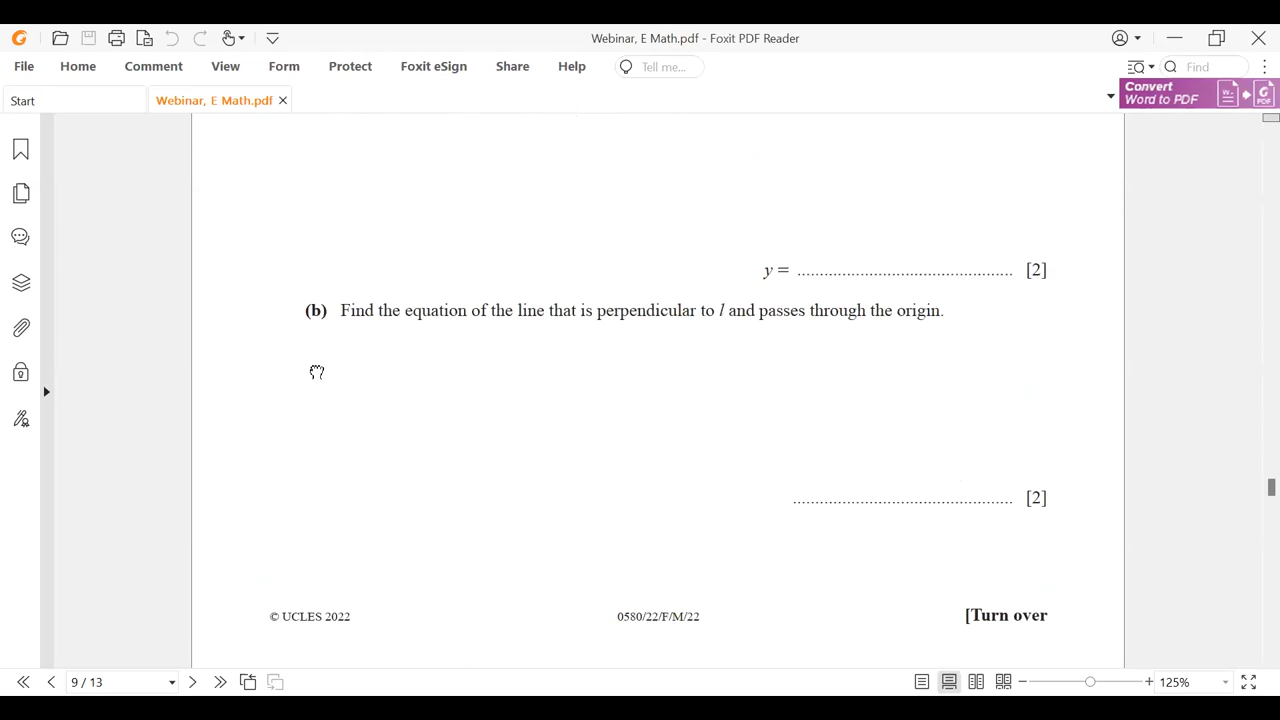 Webinar, E Math.pdf - Foxit PDF Reader
File Home Comment View Form Protect Foxit eSign Share Help Tell me... Find
Start Webinar, E Math.pdf
Convert
Word to PDF
y = ................................................ [2]
(b) Find the equation of the line that is perpendicular to l and passes through the origin.
................................................. [2]
© UCLES 2022 0580/22/F/M/22 [Turn over
9 / 13 125%